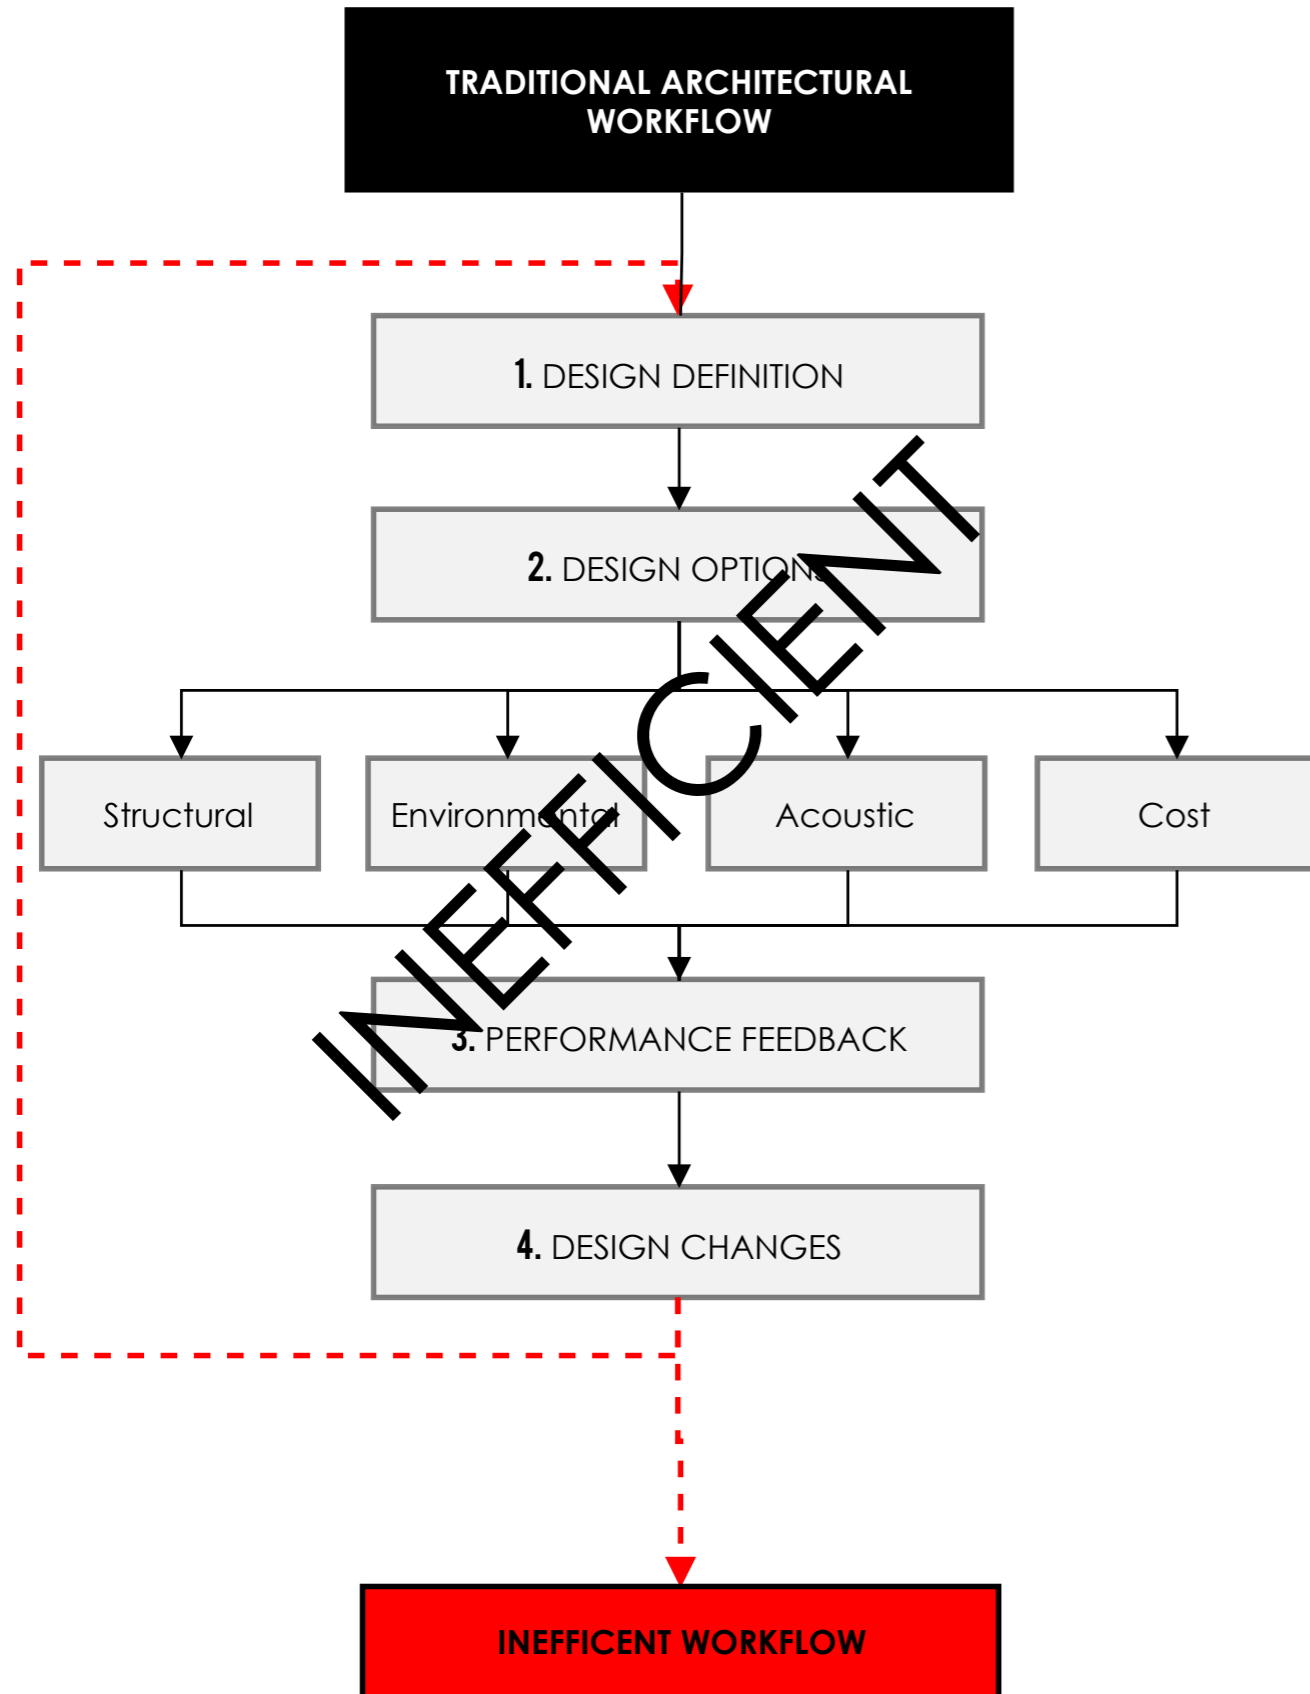 TRADITIONAL ARCHITECTURAL
WORKFLOW
1. DESIGN DEFINITION
2. DESIGN OPTIONS
Structural
Environmental
Acoustic
Cost
INEFFICIENT
3. PERFORMANCE FEEDBACK
4. DESIGN CHANGES
INEFFICENT WORKFLOW